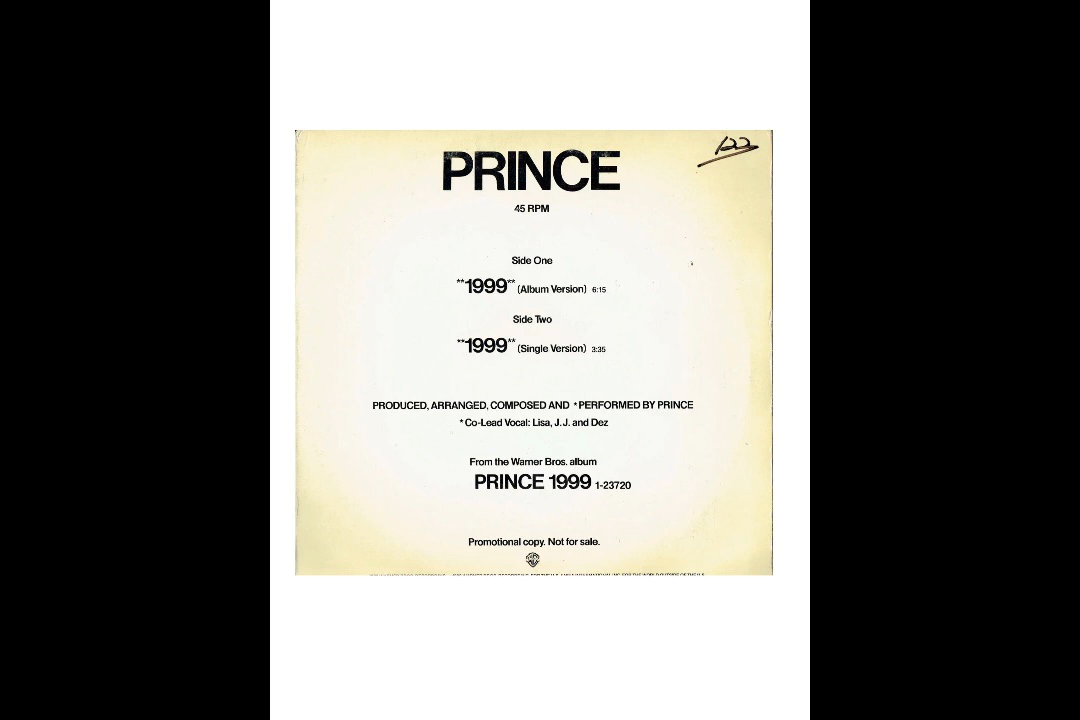 122
PRINCE
45 RPM
Side One
**1999** (Album Version) 6:15
Side Two
**1999** (Single Version) 3:35
PRODUCED, ARRANGED, COMPOSED AND *PERFORMED BY PRINCE
*Co-Lead Vocal: Lisa, J.J. and Dez
From the Warner Bros. album
PRINCE 1999 1-23720
Promotional copy. Not for sale.